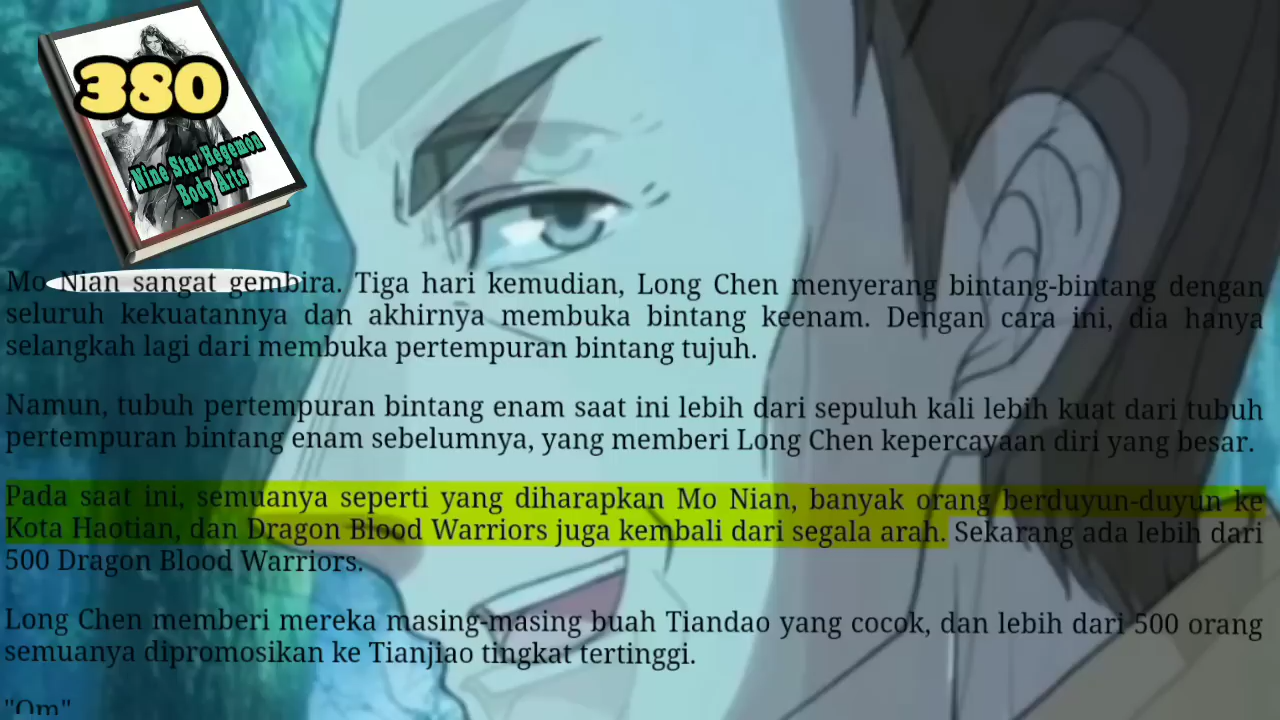 380
Nine Star Hegemon
Body Arts
Mo Nian sangat gembira. Tiga hari kemudian, Long Chen menyerang bintang-bintang dengan
seluruh kekuatannya dan akhirnya membuka bintang keenam. Dengan cara ini, dia hanya
selangkah lagi dari membuka pertempuran bintang tujuh.
Namun, tubuh pertempuran bintang enam saat ini lebih dari sepuluh kali lebih kuat dari tubuh
pertempuran bintang enam sebelumnya, yang memberi Long Chen kepercayaan diri yang besar.
Pada saat ini, semuanya seperti yang diharapkan Mo Nian, banyak orang berduyun-duyun ke
Kota Haotian, dan Dragon Blood Warriors juga kembali dari segala arah. Sekarang ada lebih dari
500 Dragon Blood Warriors.
Long Chen memberi mereka masing-masing buah Tiandao yang cocok, dan lebih dari 500 orang
semuanya dipromosikan ke Tianjiao tingkat tertinggi.
"Om"